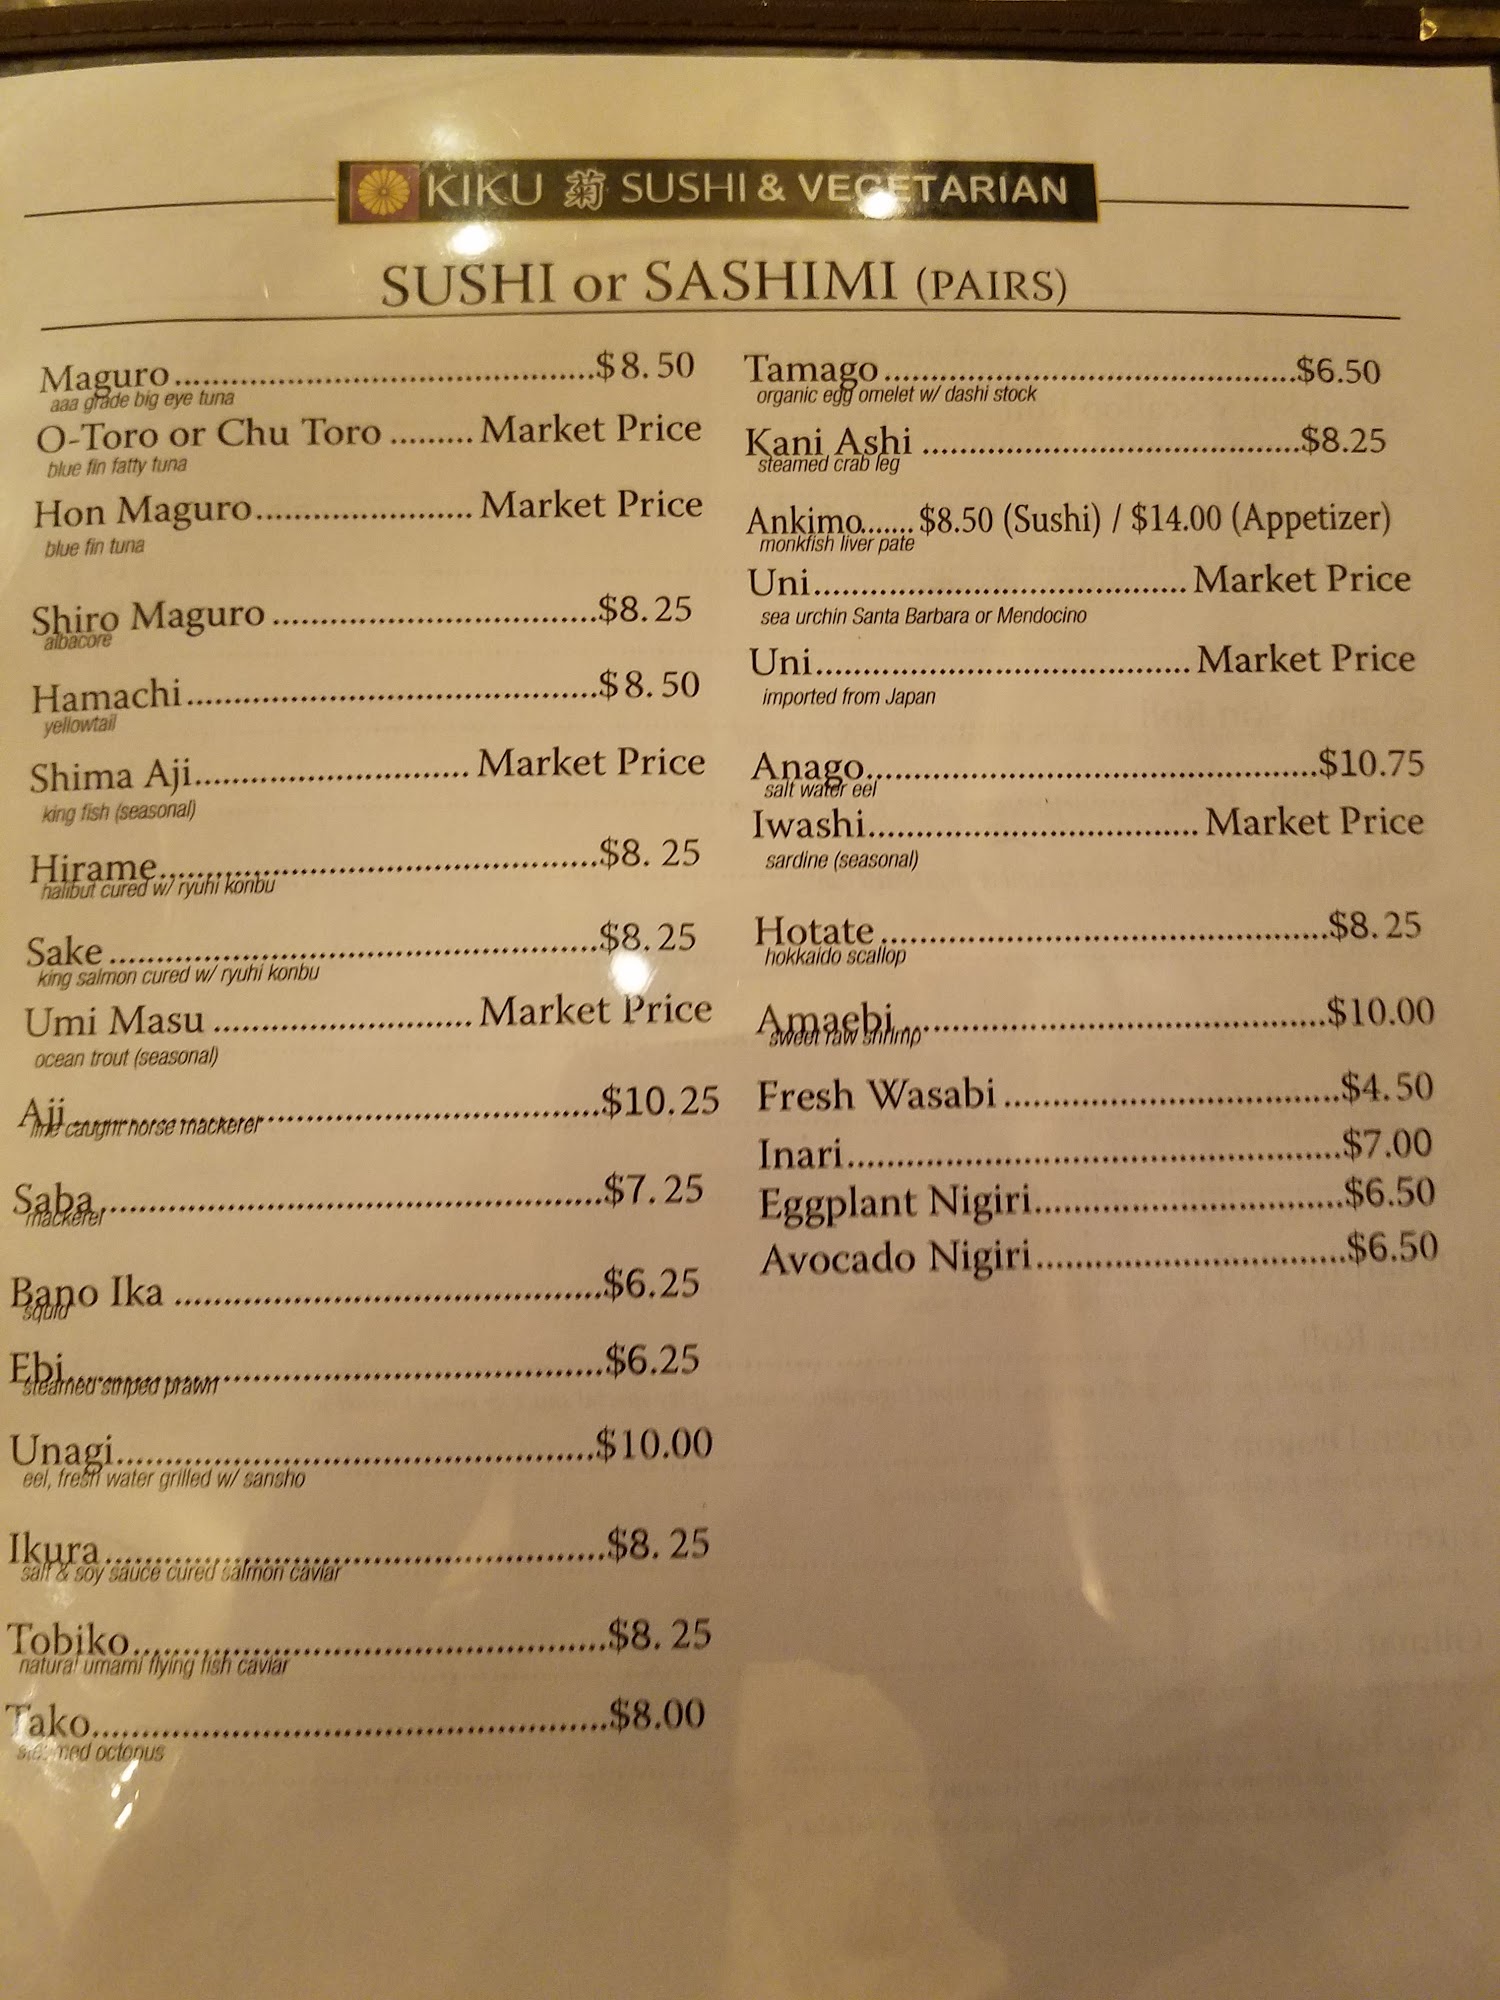 KIKU 菊 SUSHI & VEGETARIAN
SUSHI or SASHIMI (PAIRS)
Maguro $8.50
aaa grade big eye tuna
O-Toro or Chu Toro Market Price
blue fin fatty tuna
Hon Maguro Market Price
blue fin tuna
Shiro Maguro $8.25
albacore
Hamachi $8.50
yellowtail
Shima Aji Market Price
king fish (seasonal)
Hirame $8.25
halibut cured w/ ryuhi konbu
Sake $8.25
king salmon cured w/ ryuhi konbu
Umi Masu Market Price
ocean trout (seasonal)
Aji $10.25
line caught horse mackerer
Saba $7.25
mackerer
Bano Ika $6.25
squid
Ebi $6.25
steamed striped prawn
Unagi $10.00
eel, fresh water grilled w/ sansho
Ikura $8.25
salt & soy sauce cured salmon caviar
Tobiko $8.25
natural umami flying fish caviar
Tako $8.00
steamed octopus
Tamago $6.50
organic egg omelet w/ dashi stock
Kani Ashi $8.25
steamed crab leg
Ankimo $8.50 (Sushi) / $14.00 (Appetizer)
monkfish liver pate
Uni Market Price
sea urchin Santa Barbara or Mendocino
Uni Market Price
imported from Japan
Anago $10.75
salt water eel
Iwashi Market Price
sardine (seasonal)
Hotate $8.25
hokkaido scallop
Amaebi $10.00
sweet raw shrimp
Fresh Wasabi $4.50
Inari $7.00
Eggplant Nigiri $6.50
Avocado Nigiri $6.50